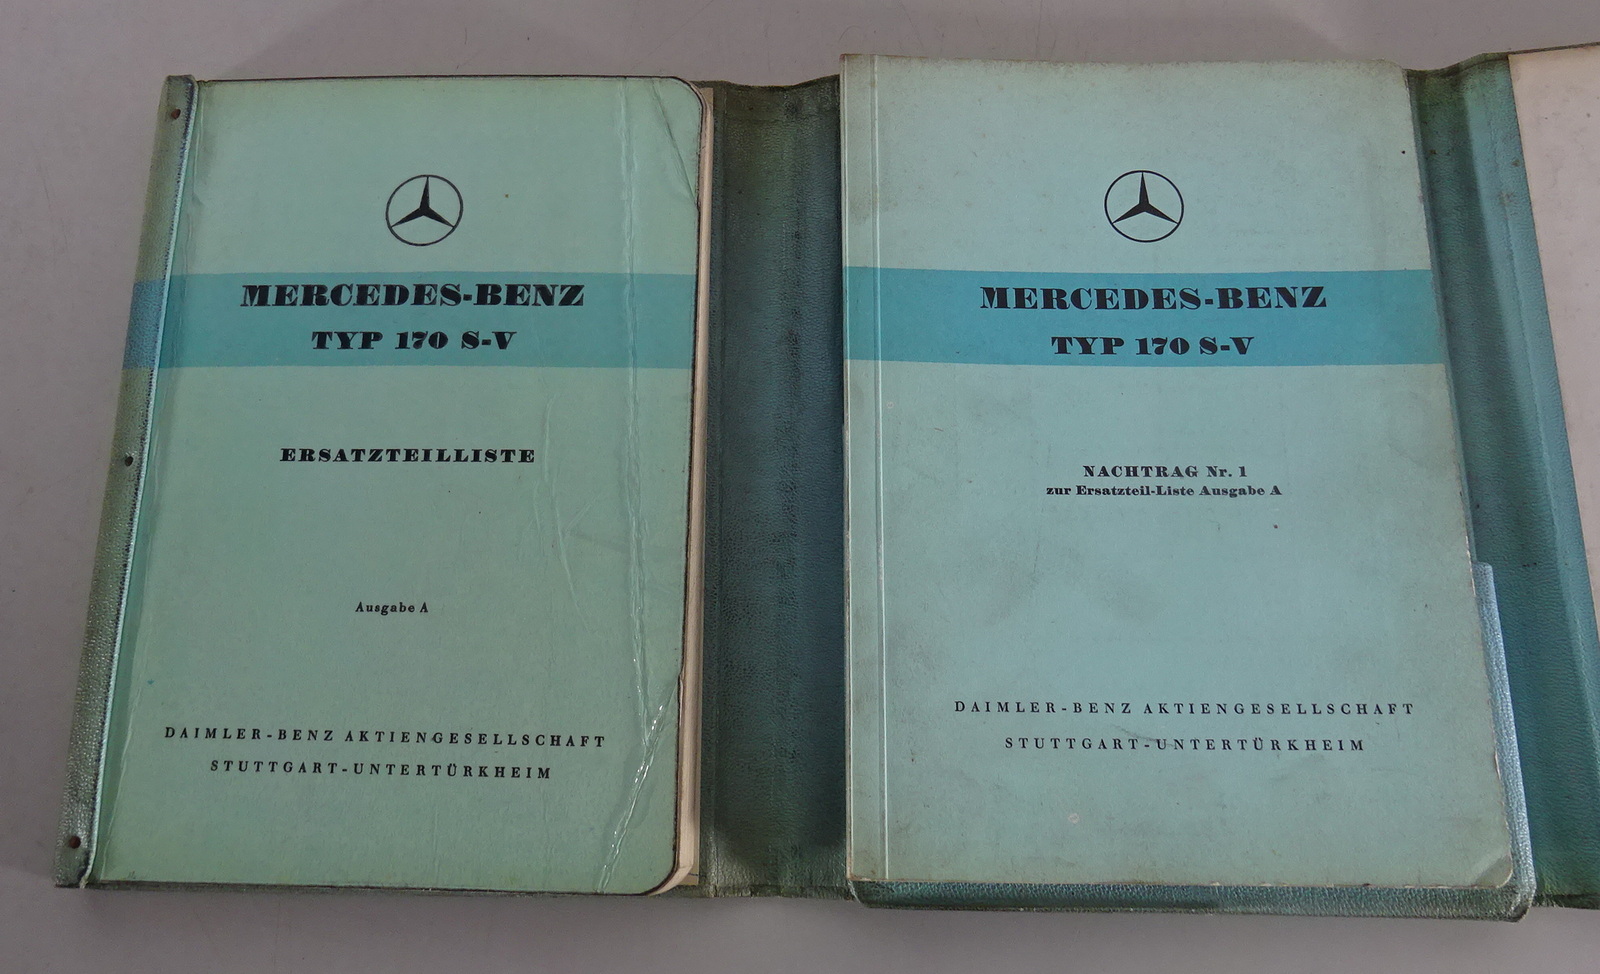 MERCEDES-BENZ
TYP 170 S-V
ERSATZTEILLISTE
Ausgabe A
DAIMLER-BENZ AKTIENGESELLSCHAFT
STUTTGART-UNTERTÜRKHEIM
MERCEDES-BENZ
TYP 170 S-V
NACHTRAG Nr. 1
zur Ersatzteil-Liste Ausgabe A
DAIMLER-BENZ AKTIENGESELLSCHAFT
STUTTGART-UNTERTÜRKHEIM